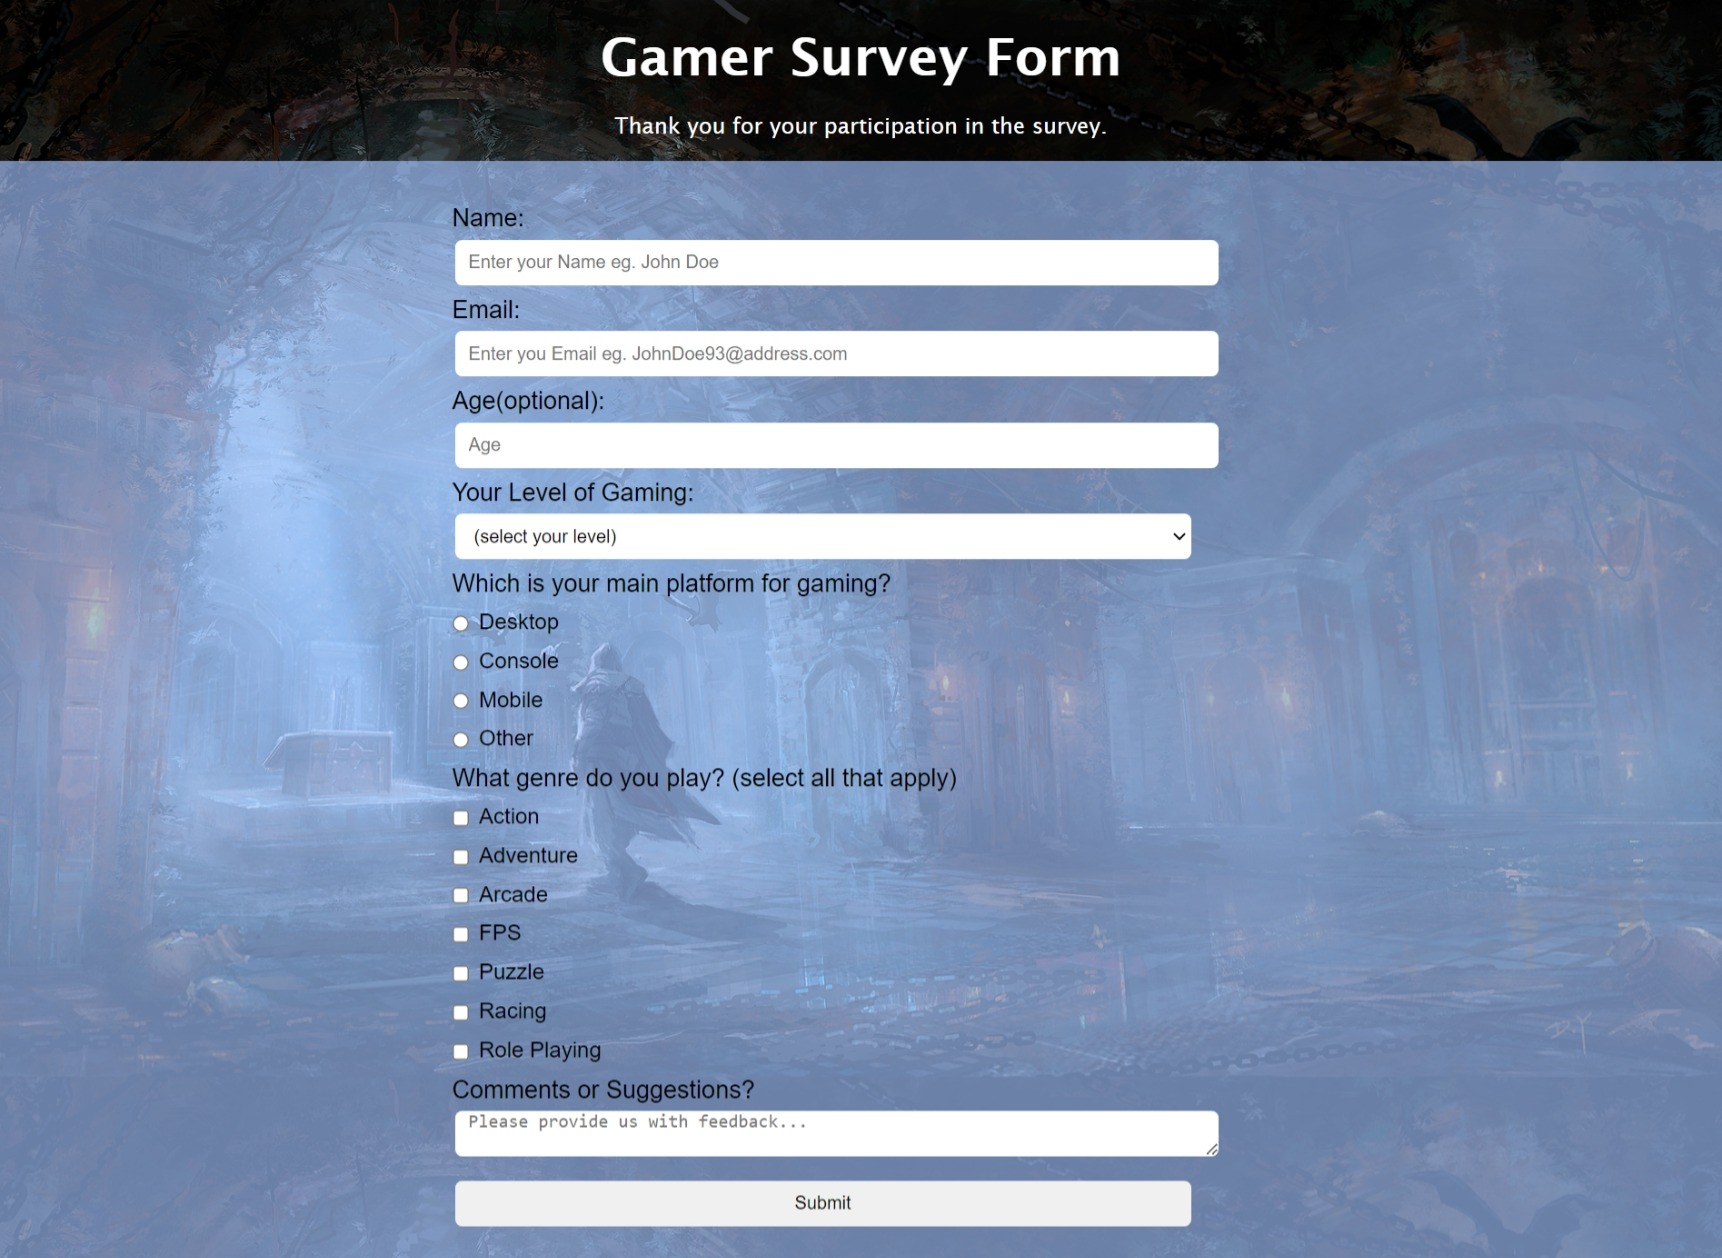 Gamer Survey Form
Thank you for your participation in the survey.
Name:
Enter your Name eg. John Doe
Email:
Enter you Email eg. JohnDoe93@address.com
Age(optional):
Age
Your Level of Gaming:
(select your level)
Which is your main platform for gaming?
Desktop
Console
Mobile
Other
What genre do you play? (select all that apply)
Action
Adventure
Arcade
FPS
Puzzle
Racing
Role Playing
Comments or Suggestions?
Please provide us with feedback...
Submit